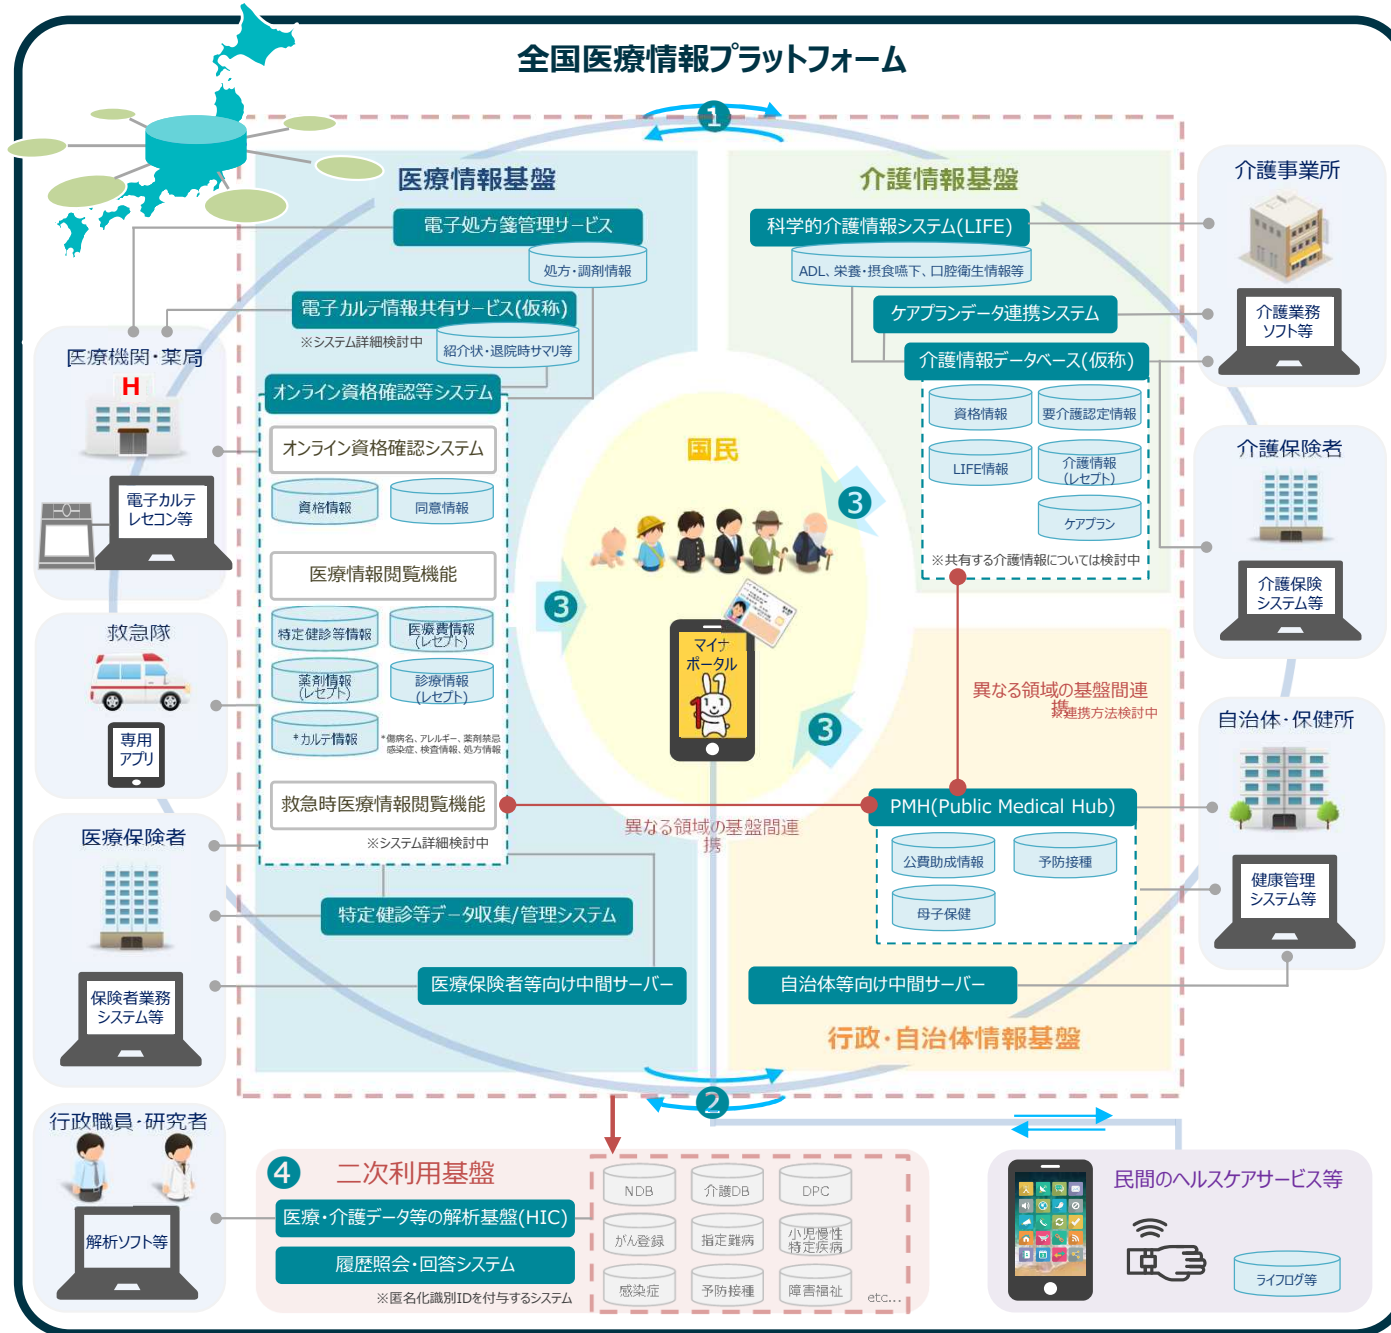 全国医療情報プラットフォーム
1
医療情報基盤
電子処方箋管理サービス
処方・調剤情報
電子カルテ情報共有サービス(仮称)
※システム詳細検討中
紹介状・退院時サマリ等
オンライン資格確認等システム
オンライン資格確認システム
資格情報
同意情報
医療情報閲覧機能
特定健診等情報
医療費情報
(レセプト)
薬剤情報
(レセプト)
診療情報
(レセプト)
*カルテ情報
*傷病名、アレルギー、薬剤禁忌
感染症、検査情報、処方情報
救急時医療情報閲覧機能
※システム詳細検討中
特定健診等データ収集/管理システム
医療保険者等向け中間サーバー
介護情報基盤
科学的介護情報システム(LIFE)
ADL、栄養・摂食嚥下、口腔衛生情報等
ケアプランデータ連携システム
介護情報データベース(仮称)
資格情報
要介護認定情報
LIFE情報
介護情報
(レセプト)
ケアプラン
※共有する介護情報については検討中
国民
3
3
3
マイナ
ポータル
1
異なる領域の基盤間連
携
※連携方法検討中
異なる領域の基盤間連
携
PMH(Public Medical Hub)
公費助成情報
予防接種
母子保健
自治体等向け中間サーバー
行政・自治体情報基盤
2
医療機関・薬局
H
電子カルテ
レセコン等
救急隊
専用
アプリ
医療保険者
保険者業務
システム等
行政職員・研究者
解析ソフト等
介護事業所
介護業務
ソフト等
介護保険者
介護保険
システム等
自治体・保健所
健康管理
システム等
4
二次利用基盤
医療・介護データ等の解析基盤(HIC)
履歴照会・回答システム
※匿名化識別IDを付与するシステム
NDB
介護DB
DPC
がん登録
指定難病
小児慢性
特定疾病
感染症
予防接種
障害福祉
etc...
民間のヘルスケアサービス等
ライフログ等